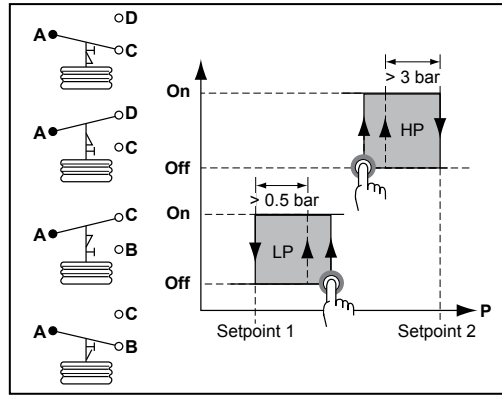 D
A
C
D
A
C
C
A
B
C
A
B
> 3 bar
On
HP
Off
> 0.5 bar
On
LP
Off
P
Setpoint 1
Setpoint 2